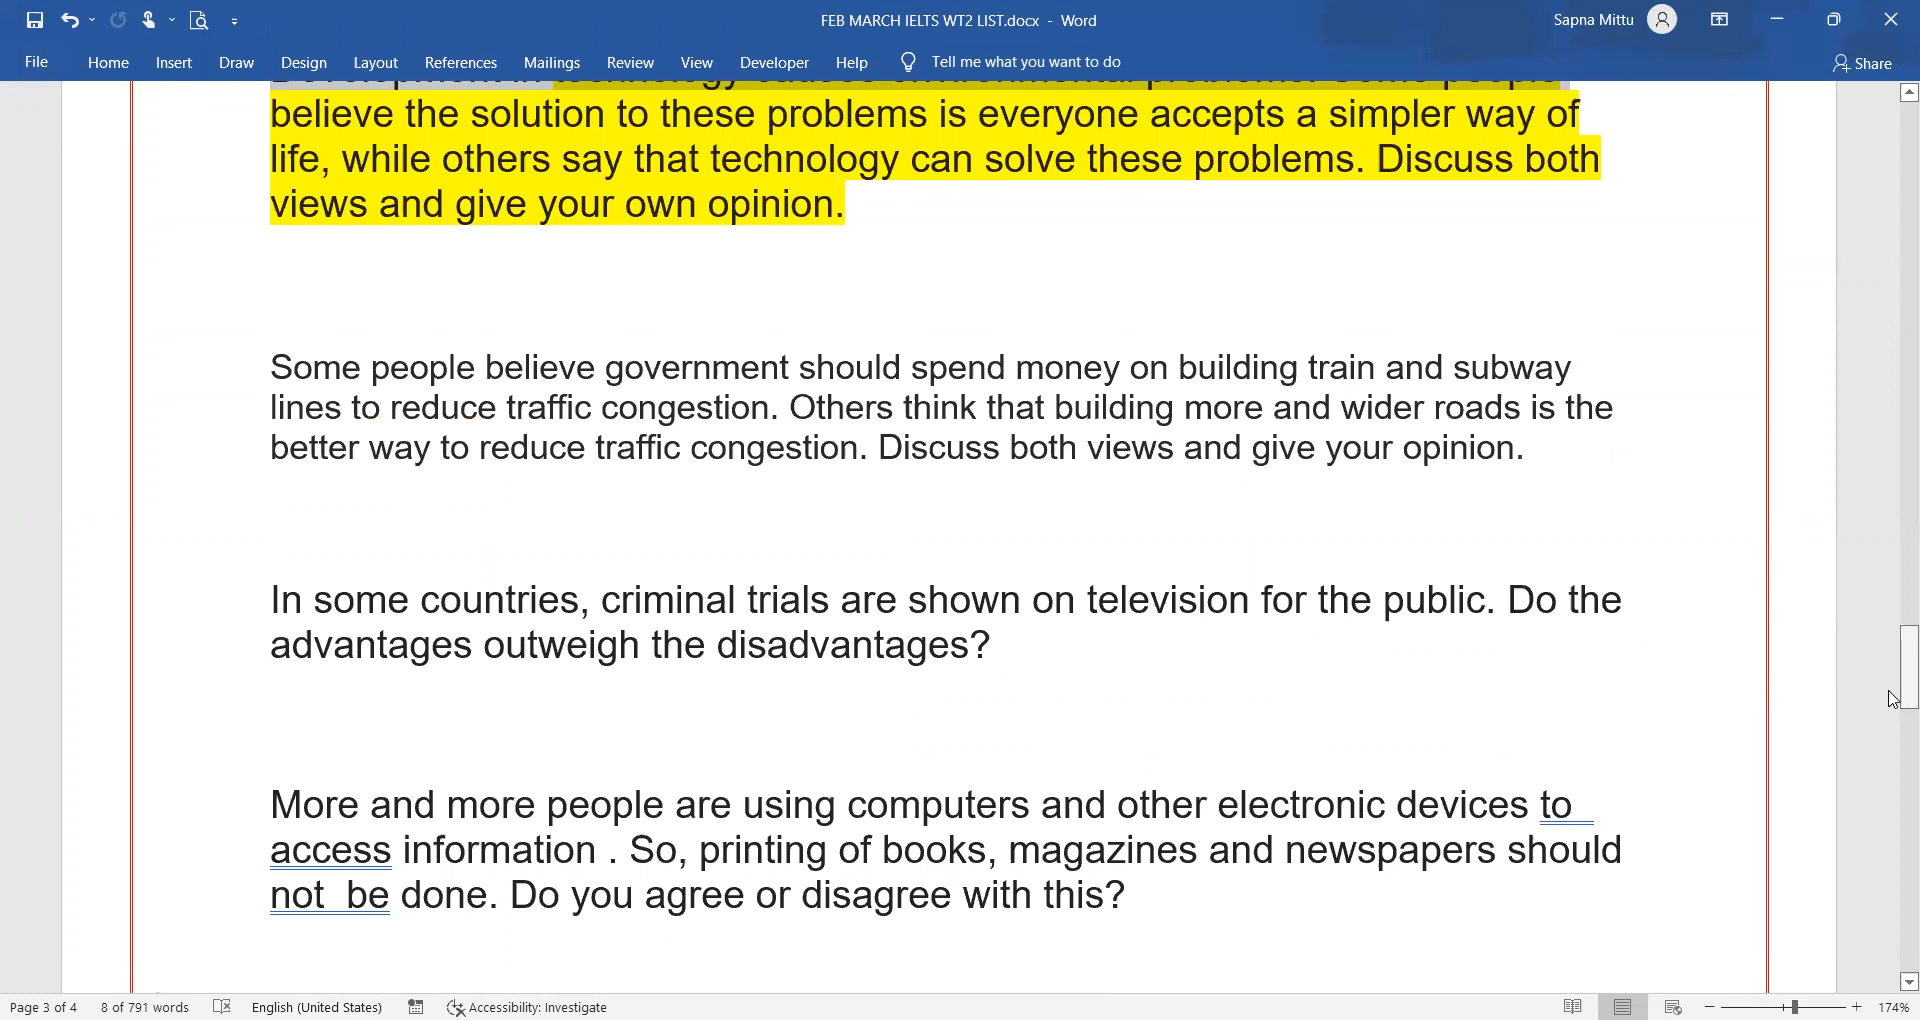 FEB MARCH IELTS WT2 LIST.docx - Word
Sapna Mittu
File Home Insert Draw Design Layout References Mailings Review View Developer Help Tell me what you want to do Share
Development in technology causes environmental problems. Some people
believe the solution to these problems is everyone accepts a simpler way of
life, while others say that technology can solve these problems. Discuss both
views and give your own opinion.
Some people believe government should spend money on building train and subway
lines to reduce traffic congestion. Others think that building more and wider roads is the
better way to reduce traffic congestion. Discuss both views and give your opinion.
In some countries, criminal trials are shown on television for the public. Do the
advantages outweigh the disadvantages?
More and more people are using computers and other electronic devices to
access information . So, printing of books, magazines and newspapers should
not  be done. Do you agree or disagree with this?
Page 3 of 4 8 of 791 words English (United States) Accessibility: Investigate 174%